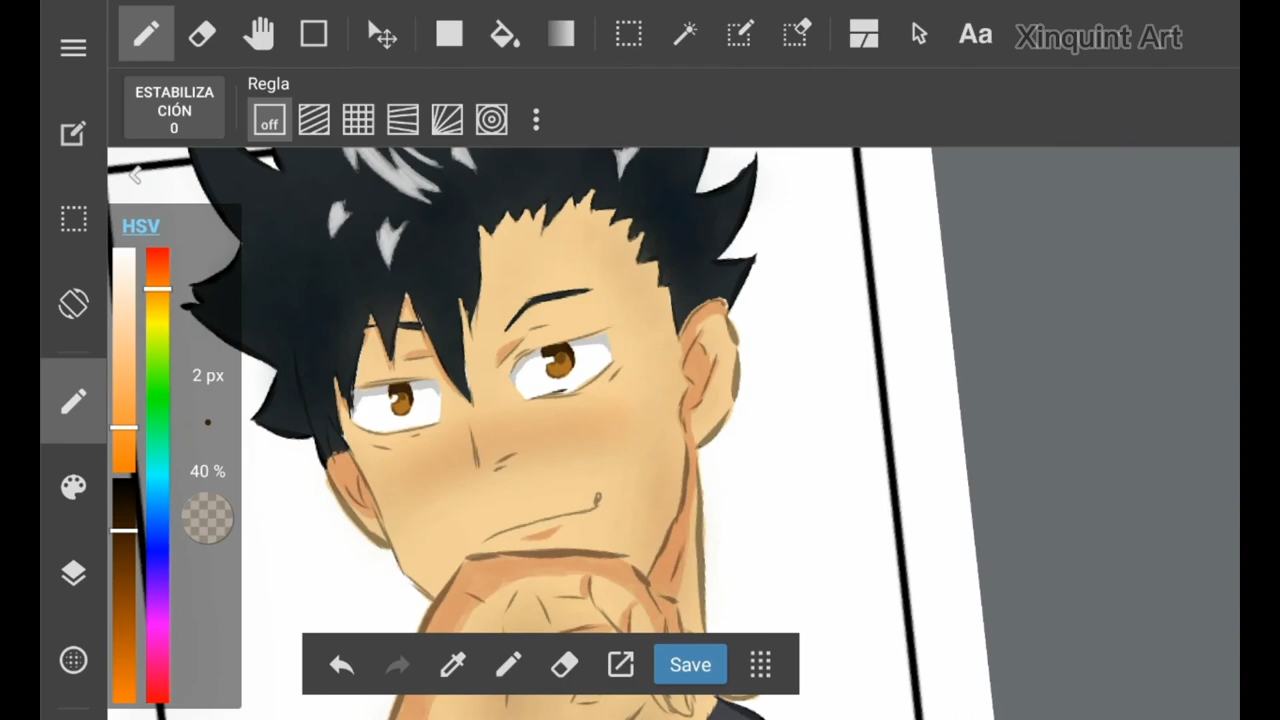 Aa
Xinquint Art
ESTABILIZA
CIÓN
0
Regla
off
HSV
2 px
40 %
Save